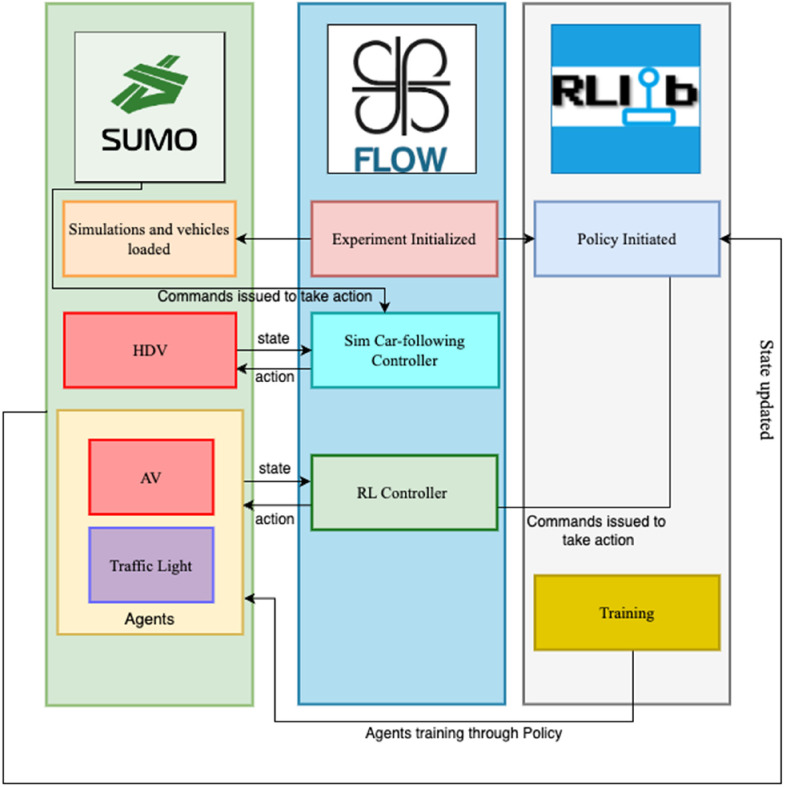 SUMO
FLOW
RLlib
Simulations and vehicles
loaded
Experiment Initialized
Policy Initiated
Commands issued to take action
HDV
state
action
Sim Car-following
Controller
State updated
AV
state
action
RL Controller
Commands issued to
take action
Traffic Light
Agents
Training
Agents training through Policy